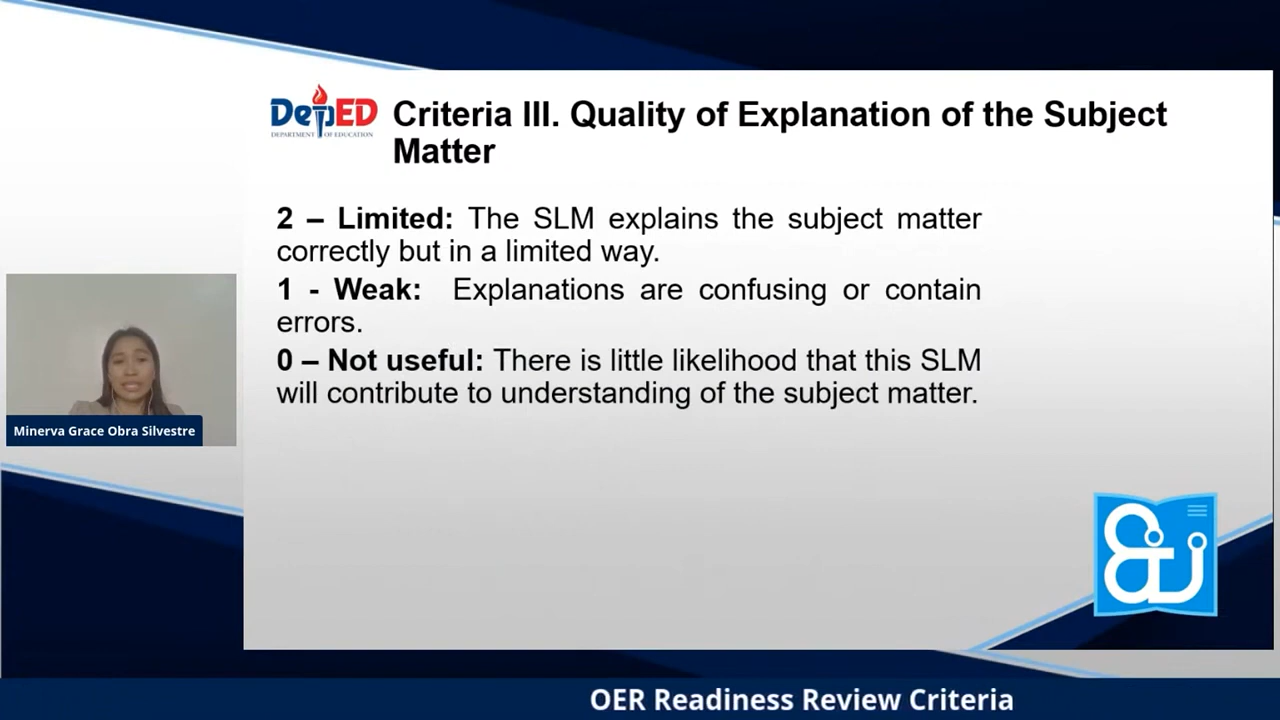 DepED
DEPARTMENT OF EDUCATION
Criteria III. Quality of Explanation of the Subject
Matter
2 – Limited: The SLM explains the subject matter
correctly but in a limited way.
1 - Weak: Explanations are confusing or contain
errors.
0 – Not useful: There is little likelihood that this SLM
will contribute to understanding of the subject matter.
Minerva Grace Obra Silvestre
OER Readiness Review Criteria